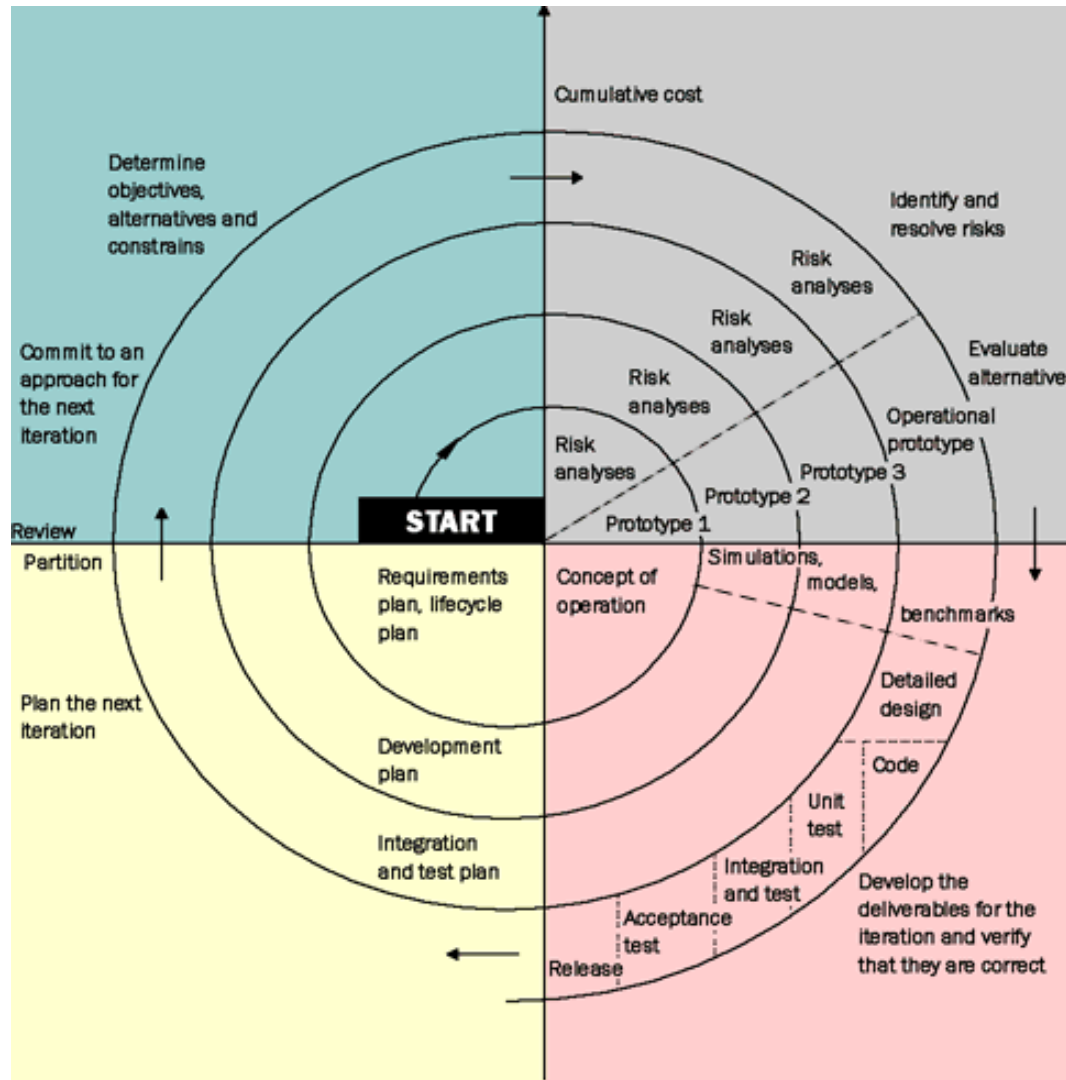 Cumulative cost
Determine
objectives,
alternatives and
constrains
Identify and
resolve risks
Risk
analyses
Risk
analyses
Risk
analyses
Risk
analyses
Commit to an
approach for
the next
iteration
Evaluate
alternative
Operational
prototype
Prototype 3
Prototype 2
Prototype 1
START
Review
Partition
Requirements
plan, lifecycle
plan
Concept of
operation
Simulations,
models,
benchmarks
Plan the next
iteration
Detailed
design
Development
plan
Code
Unit
test
Integration
and test plan
Integration
and test
Develop the
deliverables for the
iteration and verify
that they are correct
Acceptance
test
Release